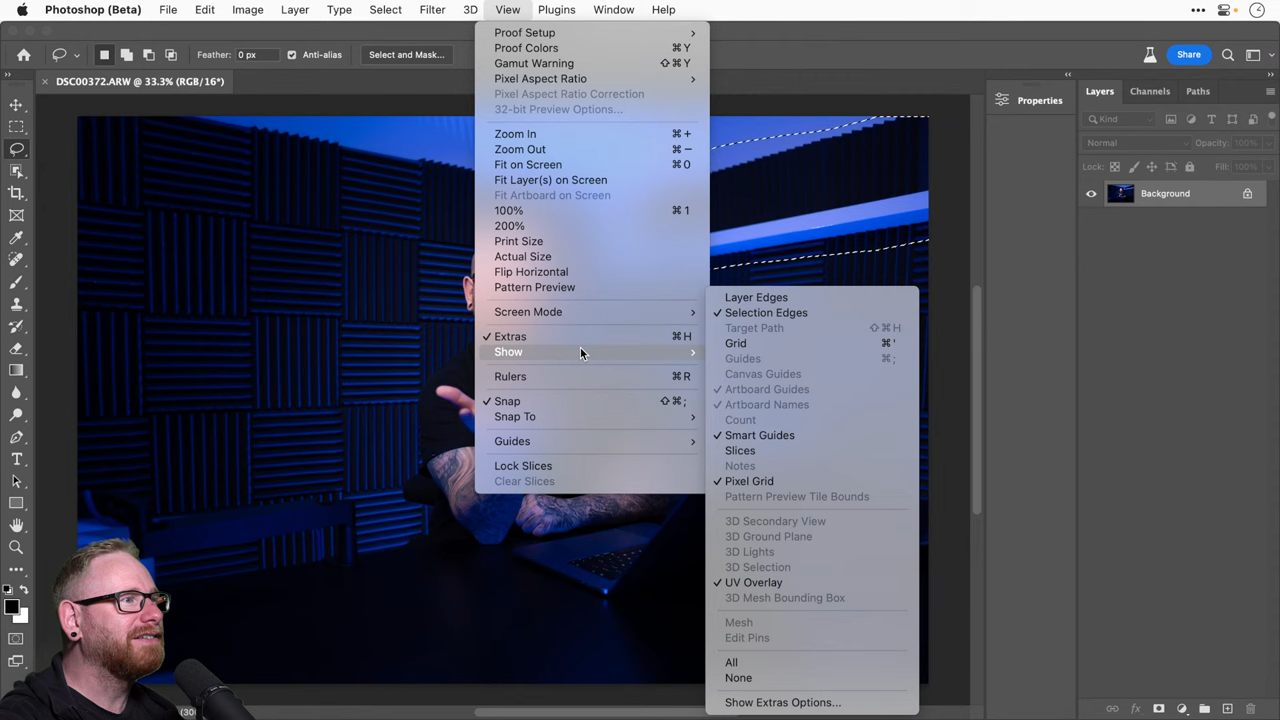 Photoshop (Beta) File Edit Image Layer Type Select Filter 3D View Plugins Window Help
Feather: 0 px Anti-alias Select and Mask... Share
DSC00372.ARW @ 33.3% (RGB/16*)
Proof Setup
Proof Colors ⌘Y
Gamut Warning ⇧⌘Y
Pixel Aspect Ratio
Pixel Aspect Ratio Correction
32-bit Preview Options...
Zoom In ⌘+
Zoom Out ⌘−
Fit on Screen ⌘0
Fit Layer(s) on Screen
Fit Artboard on Screen
100% ⌘1
200%
Print Size
Actual Size
Flip Horizontal
Pattern Preview
Screen Mode
Extras ⌘H
Show
Rulers ⌘R
Snap ⇧⌘;
Snap To
Guides
Lock Slices
Clear Slices
Layer Edges
Selection Edges
Target Path ⇧⌘H
Grid ⌘'
Guides ⌘;
Canvas Guides
Artboard Guides
Artboard Names
Count
Smart Guides
Slices
Notes
Pixel Grid
Pattern Preview Tile Bounds
3D Secondary View
3D Ground Plane
3D Lights
3D Selection
UV Overlay
3D Mesh Bounding Box
Mesh
Edit Pins
All
None
Show Extras Options...
Properties
Layers Channels Paths
Kind
Normal Opacity: 100%
Lock: Fill: 100%
Background